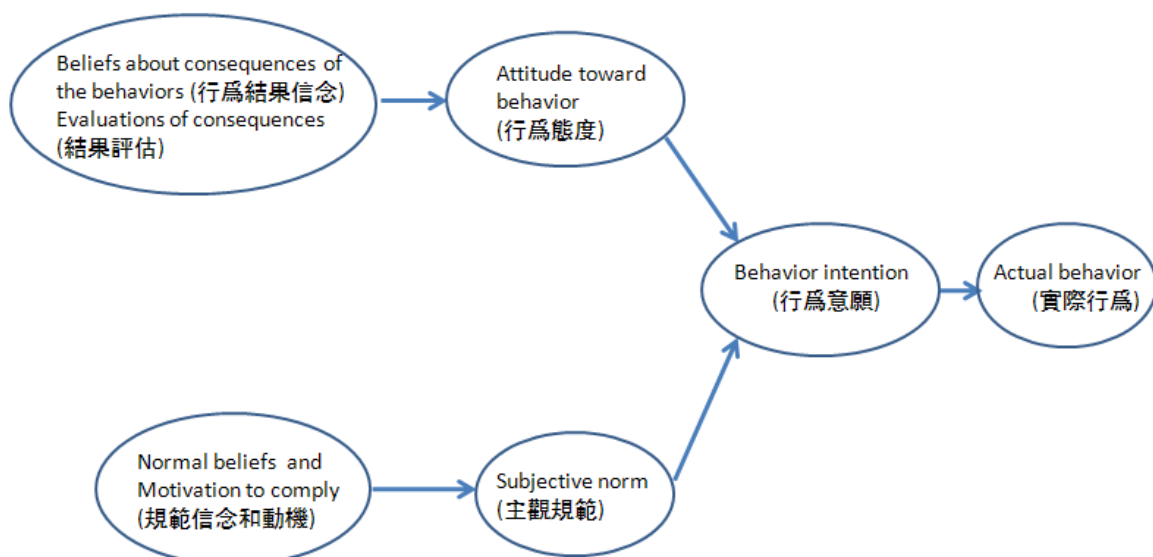 Beliefs about consequences of
the behaviors (行爲結果信念)
Evaluations of consequences
(結果評估)
Attitude toward
behavior
(行爲態度)
Behavior intention
(行爲意願)
Actual behavior
(實際行爲)
Normal beliefs and
Motivation to comply
(規範信念和動機)
Subjective norm
(主觀規範)